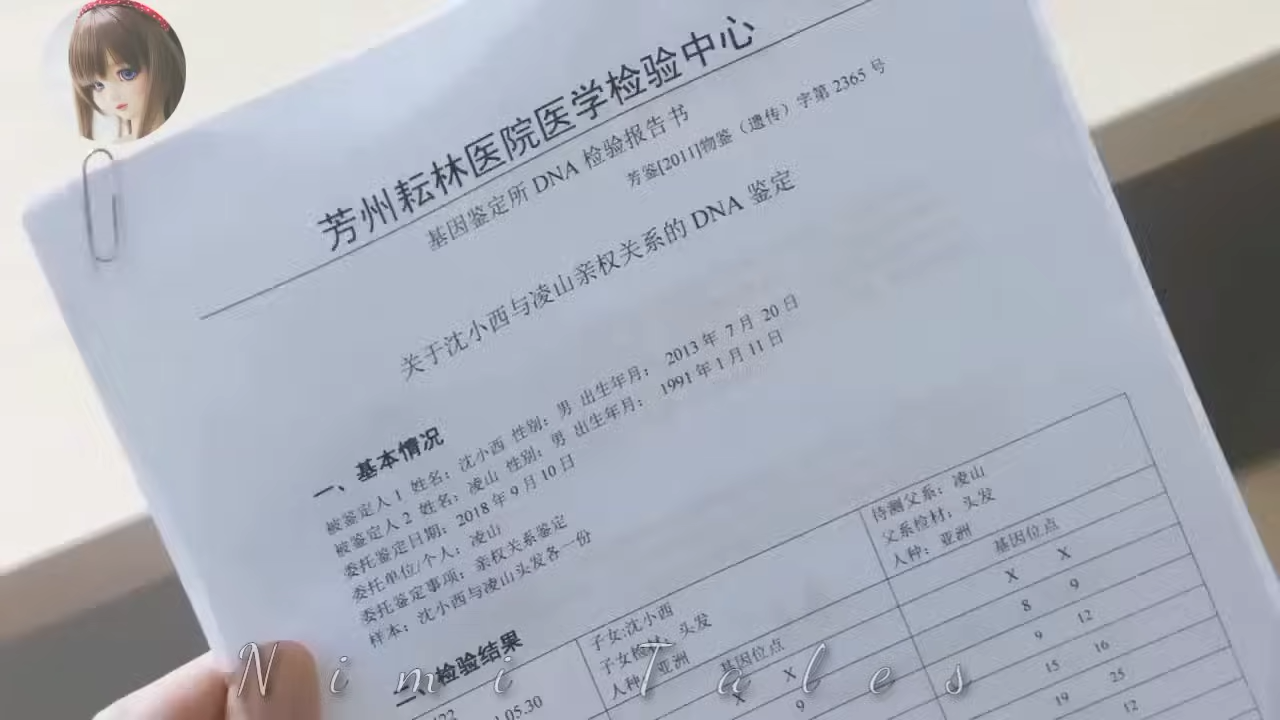 芳州耘林医院医学检验中心
基因鉴定所 DNA 检验报告书
芳鉴[2011]物鉴（遗传）字第 2365 号
关于沈小西与凌山亲权关系的 DNA 鉴定
一、基本情况
被鉴定人 1 姓名：沈小西 性别：男 出生年月： 2013 年 7 月 20 日
被鉴定人 2 姓名：凌山 性别：男 出生年月： 1991 年 1 月 11 日
委托鉴定日期：2018 年 9 月 10 日
委托单位/个人：凌山
委托鉴定事项：亲权关系鉴定
样本：沈小西与凌山头发各一份
二、检验结果
子女:沈小西
子女检材：头发
人种：亚洲
基因位点
X X
9
待测父系：凌山
父系检材：头发
人种：亚洲
基因位点
X X
8 9
9 12
15 16
19 25
12
Nimi Tales